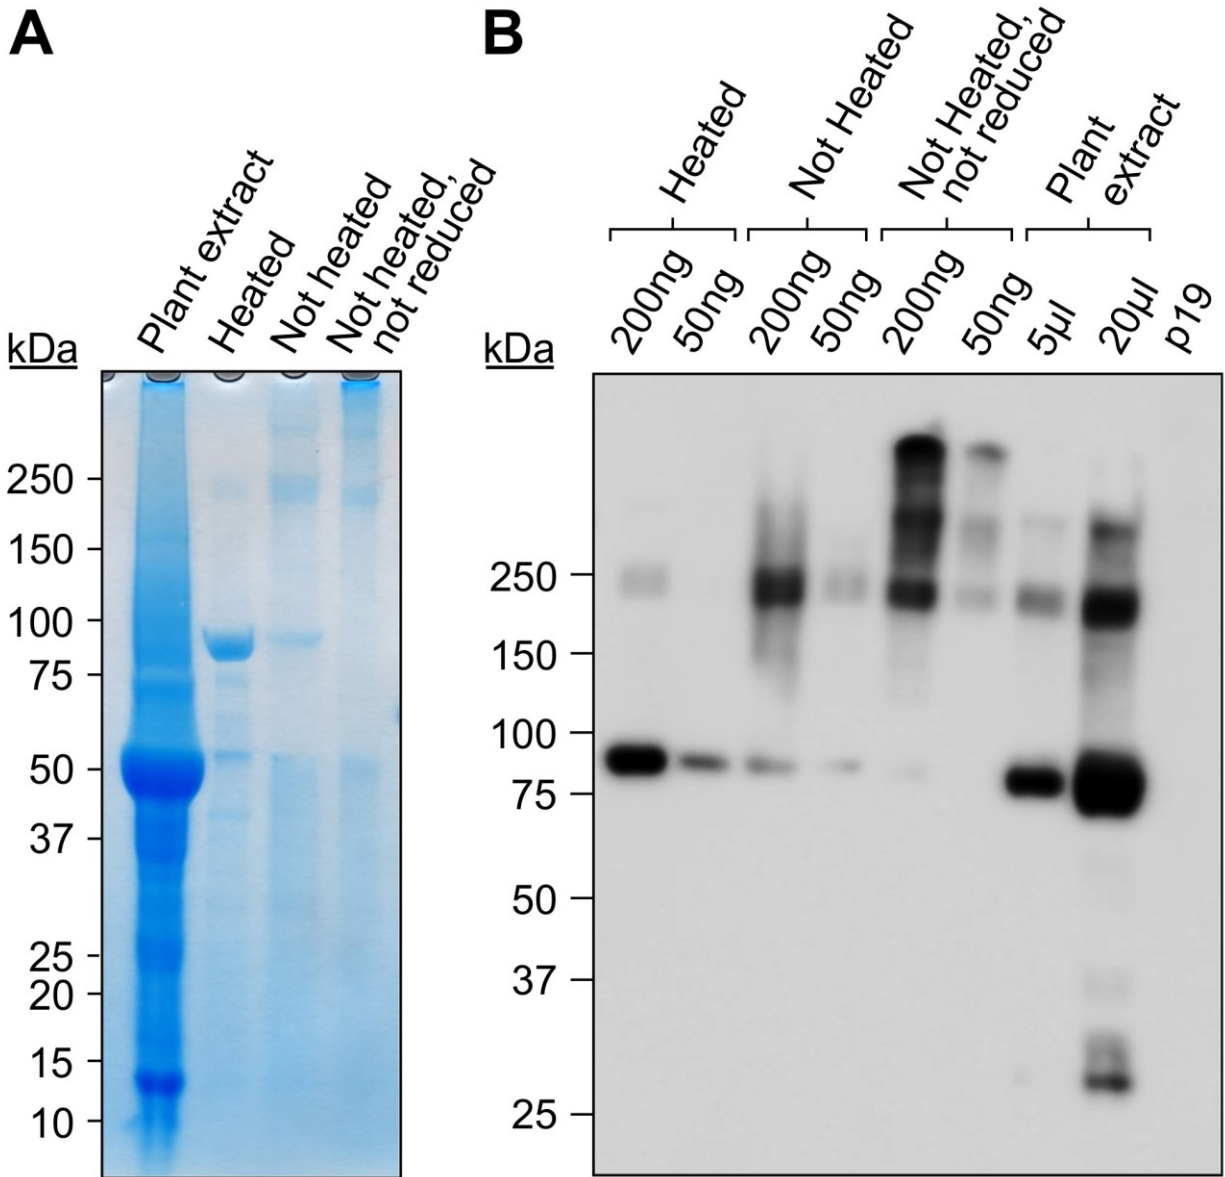 A
Plant extract
Heated
Not heated
Not heated,
not reduced
kDa
250
150
100
75
50
37
25
20
15
10
B
Heated
Not Heated
Not Heated,
not reduced
Plant
extract
200ng
50ng
200ng
50ng
200ng
50ng
5µl
20µl
p19
kDa
250
150
100
75
50
37
25